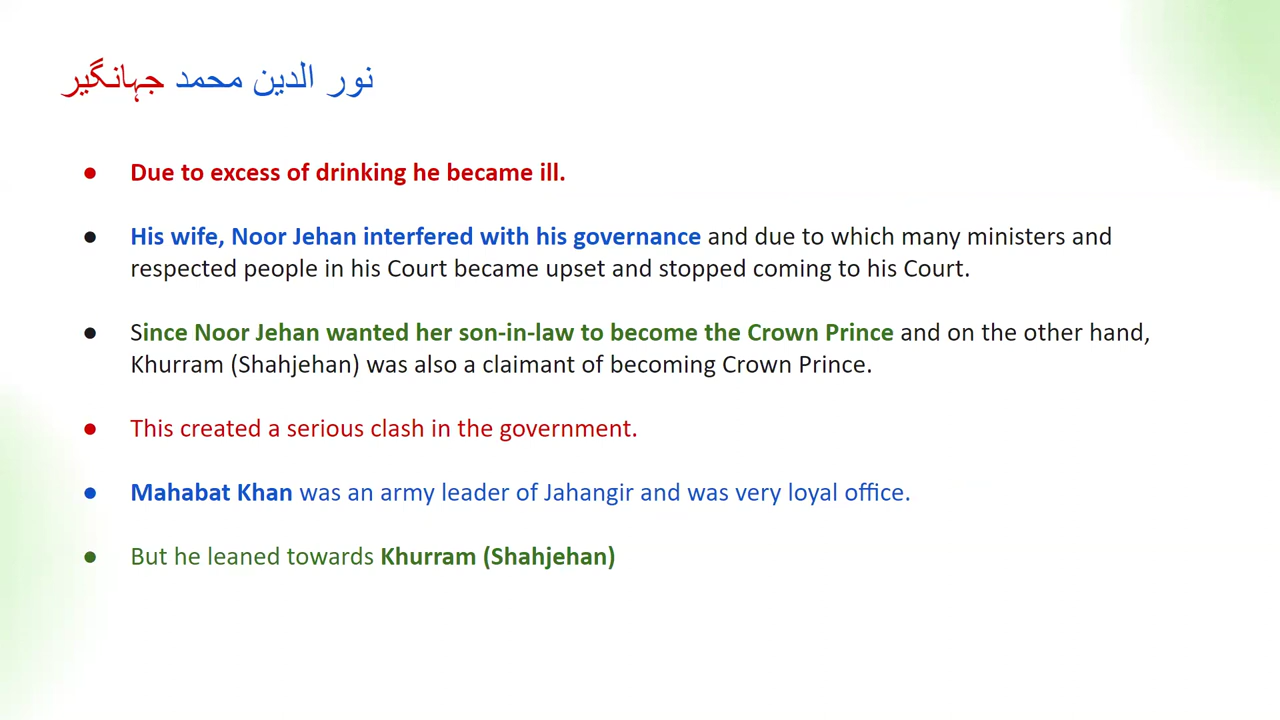 نور الدین محمد جہانگیر
● Due to excess of drinking he became ill.
● His wife, Noor Jehan interfered with his governance and due to which many ministers and
respected people in his Court became upset and stopped coming to his Court.
● Since Noor Jehan wanted her son-in-law to become the Crown Prince and on the other hand,
Khurram (Shahjehan) was also a claimant of becoming Crown Prince.
● This created a serious clash in the government.
● Mahabat Khan was an army leader of Jahangir and was very loyal office.
● But he leaned towards Khurram (Shahjehan)